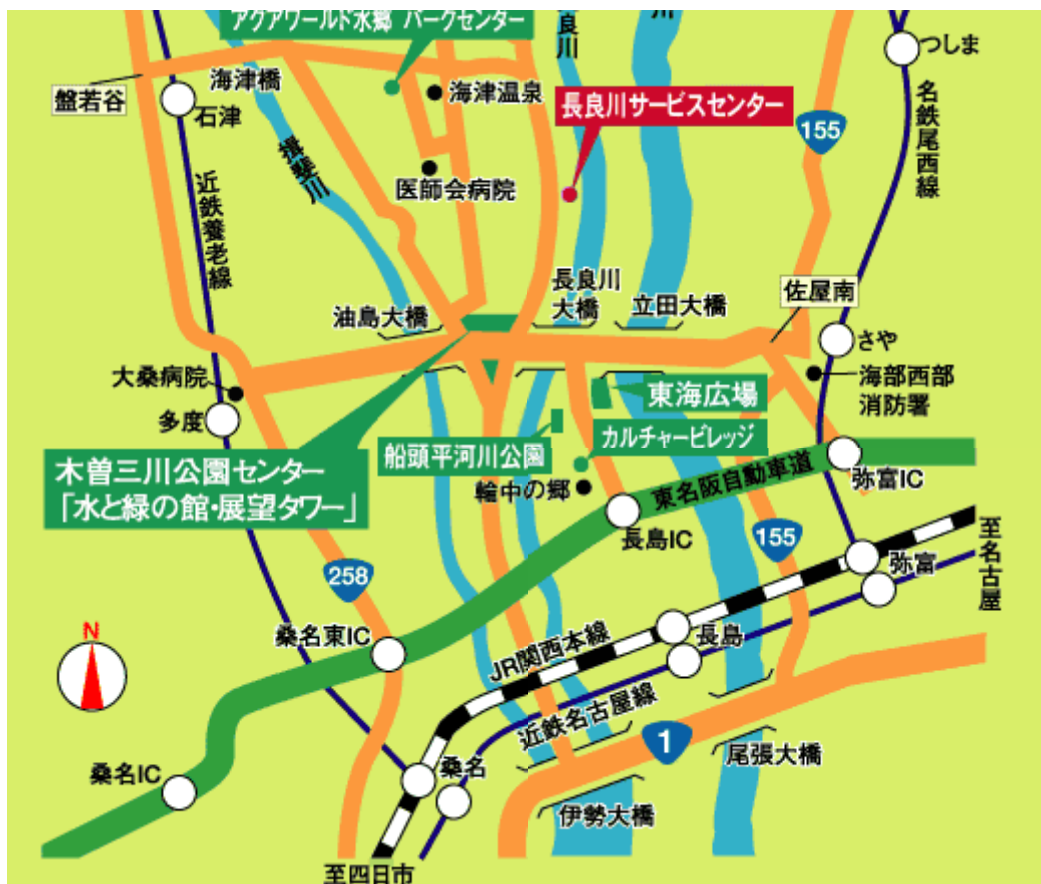 アクアワールド水郷 パークセンター
良川
川
つしま
海津橋
盤若谷
石津
海津温泉
長良川サービスセンター
155
名鉄尾西線
揖斐川
医師会病院
近鉄養老線
油島大橋
長良川
大橋
立田大橋
佐屋南
さや
大桑病院
海部西部
消防署
東海広場
多度
船頭平河川公園
カルチャービレッジ
木曽三川公園センター
「水と緑の館・展望タワー」
輪中の郷
東名阪自動車道
弥富IC
長島IC
155
至名古屋
弥富
258
N
桑名東IC
JR関西本線
長島
近鉄名古屋線
1
桑名IC
桑名
尾張大橋
伊勢大橋
至四日市